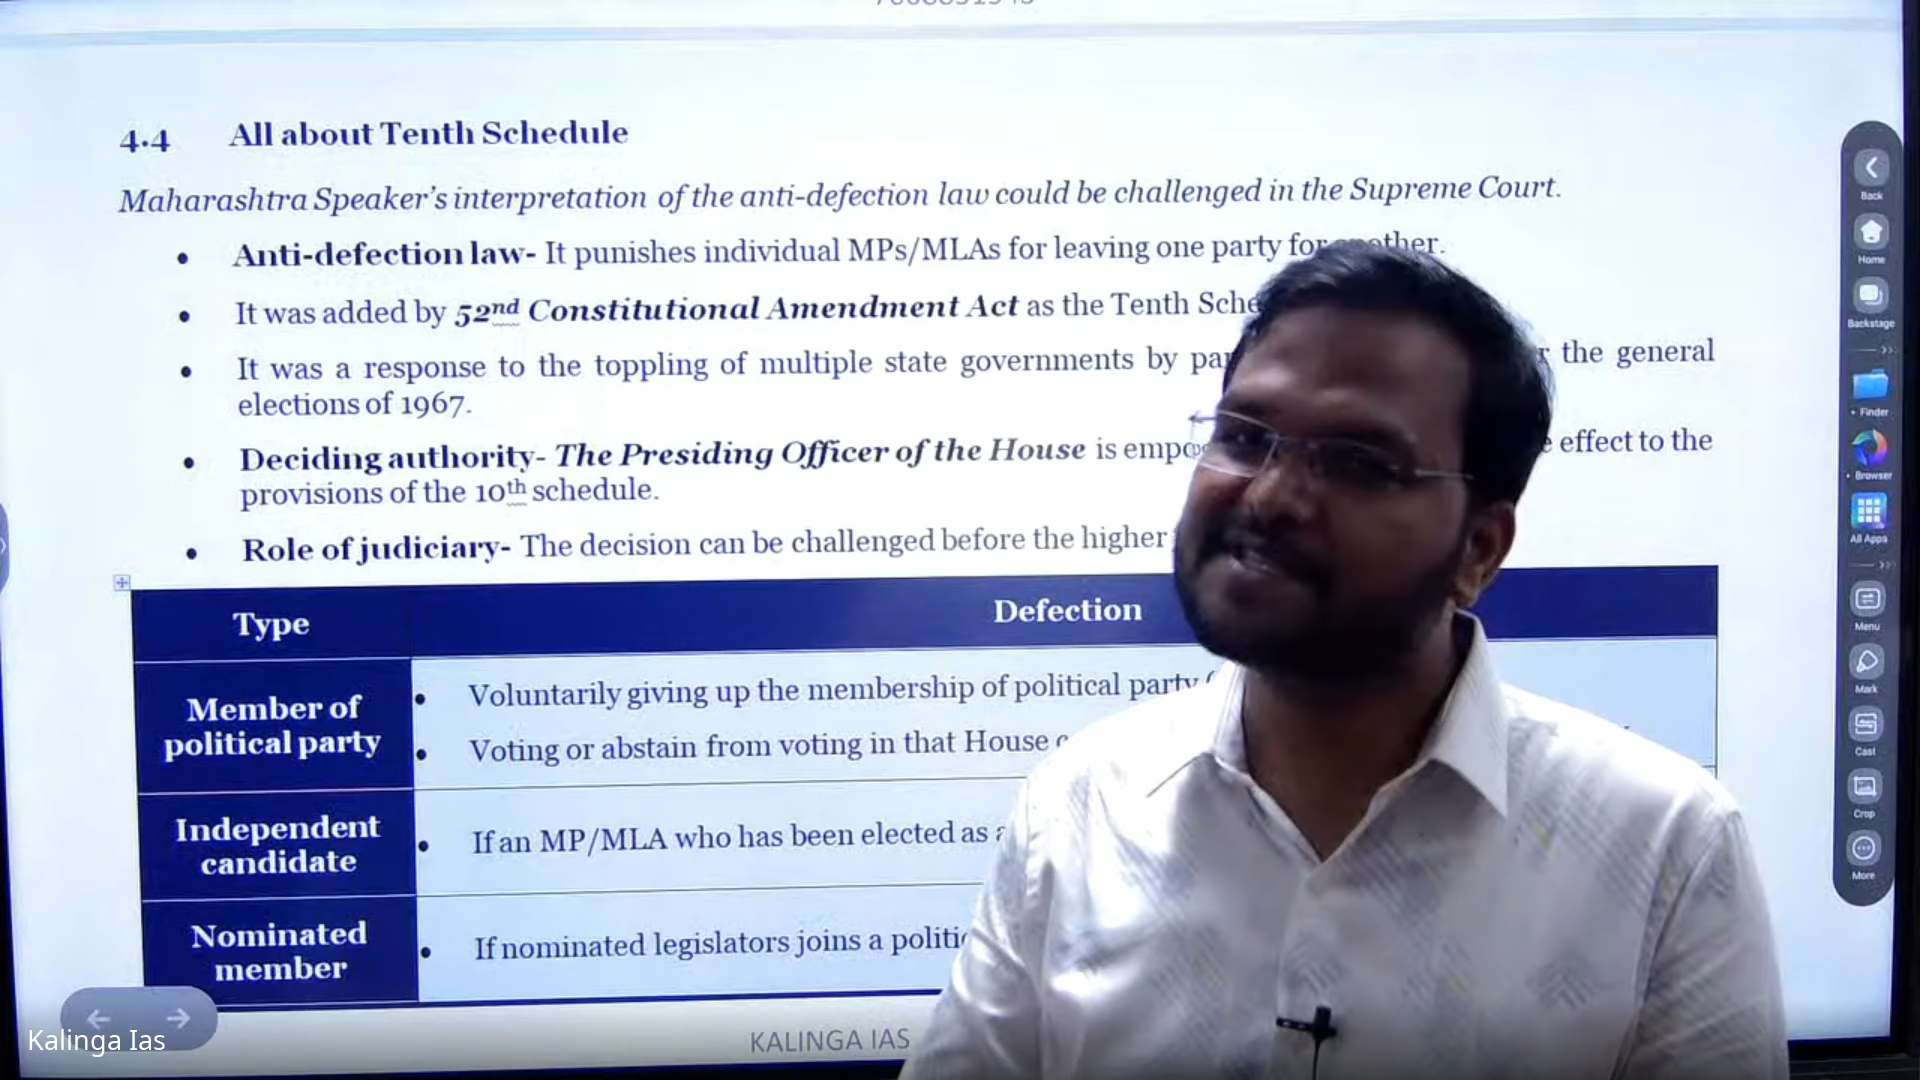 4.4 All about Tenth Schedule
Maharashtra Speaker's interpretation of the anti-defection law could be challenged in the Supreme Court.
• Anti-defection law- It punishes individual MPs/MLAs for leaving one party for another.
• It was added by 52nd Constitutional Amendment Act as the Tenth
• It was a response to the toppling of multiple state governments by the general
elections of 1967.
• Deciding authority- The Presiding Officer of the House is effect to the
provisions of the 10th schedule.
• Role of judiciary- The decision can be challenged before the higher
Type Defection
Member of
political party
• Voluntarily giving up the membership of political party
• Voting or abstain from voting in that House
Independent
candidate
• If an MP/MLA who has been elected as
Nominated
member
• If nominated legislators joins a
KALINGA IAS
Kalinga Ias
Back
Home
Backstage
• Finder
• Browser
All Apps
Menu
Mark
Cast
Crop
More